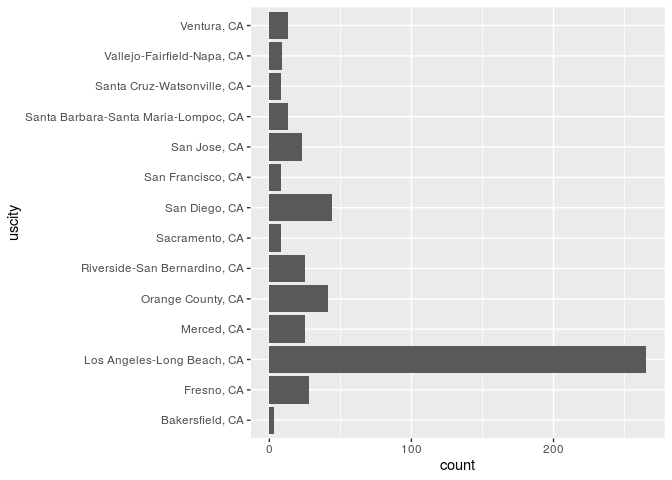 Ventura, CA
Vallejo-Fairfield-Napa, CA
Santa Cruz-Watsonville, CA
Santa Barbara-Santa Maria-Lompoc, CA
San Jose, CA
San Francisco, CA
San Diego, CA
Sacramento, CA
Riverside-San Bernardino, CA
Orange County, CA
Merced, CA
Los Angeles-Long Beach, CA
Fresno, CA
Bakersfield, CA
uscity
0 100 200
count